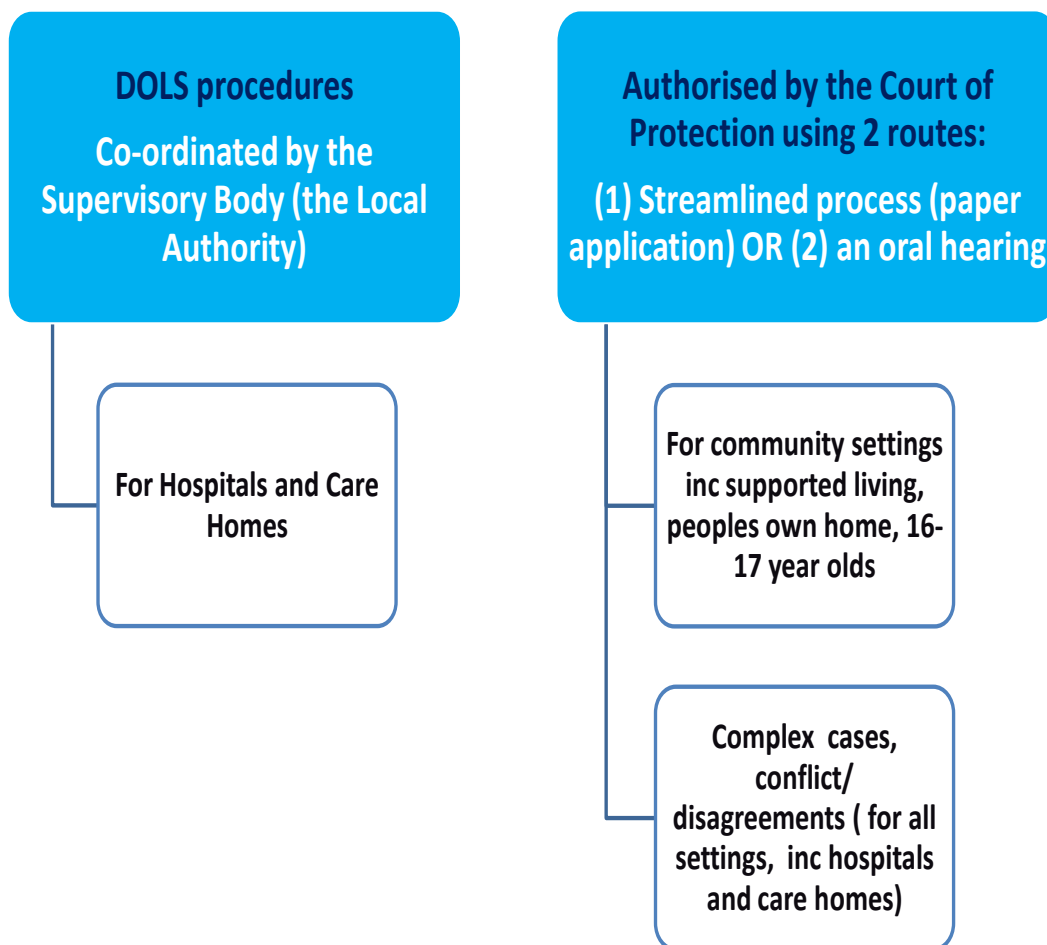 DOLS procedures
Co-ordinated by the
Supervisory Body (the Local
Authority)
For Hospitals and Care
Homes
Authorised by the Court of
Protection using 2 routes:
(1) Streamlined process (paper
application) OR (2) an oral hearing
For community settings
inc supported living,
peoples own home, 16-
17 year olds
Complex cases,
conflict/
disagreements ( for all
settings, inc hospitals
and care homes)